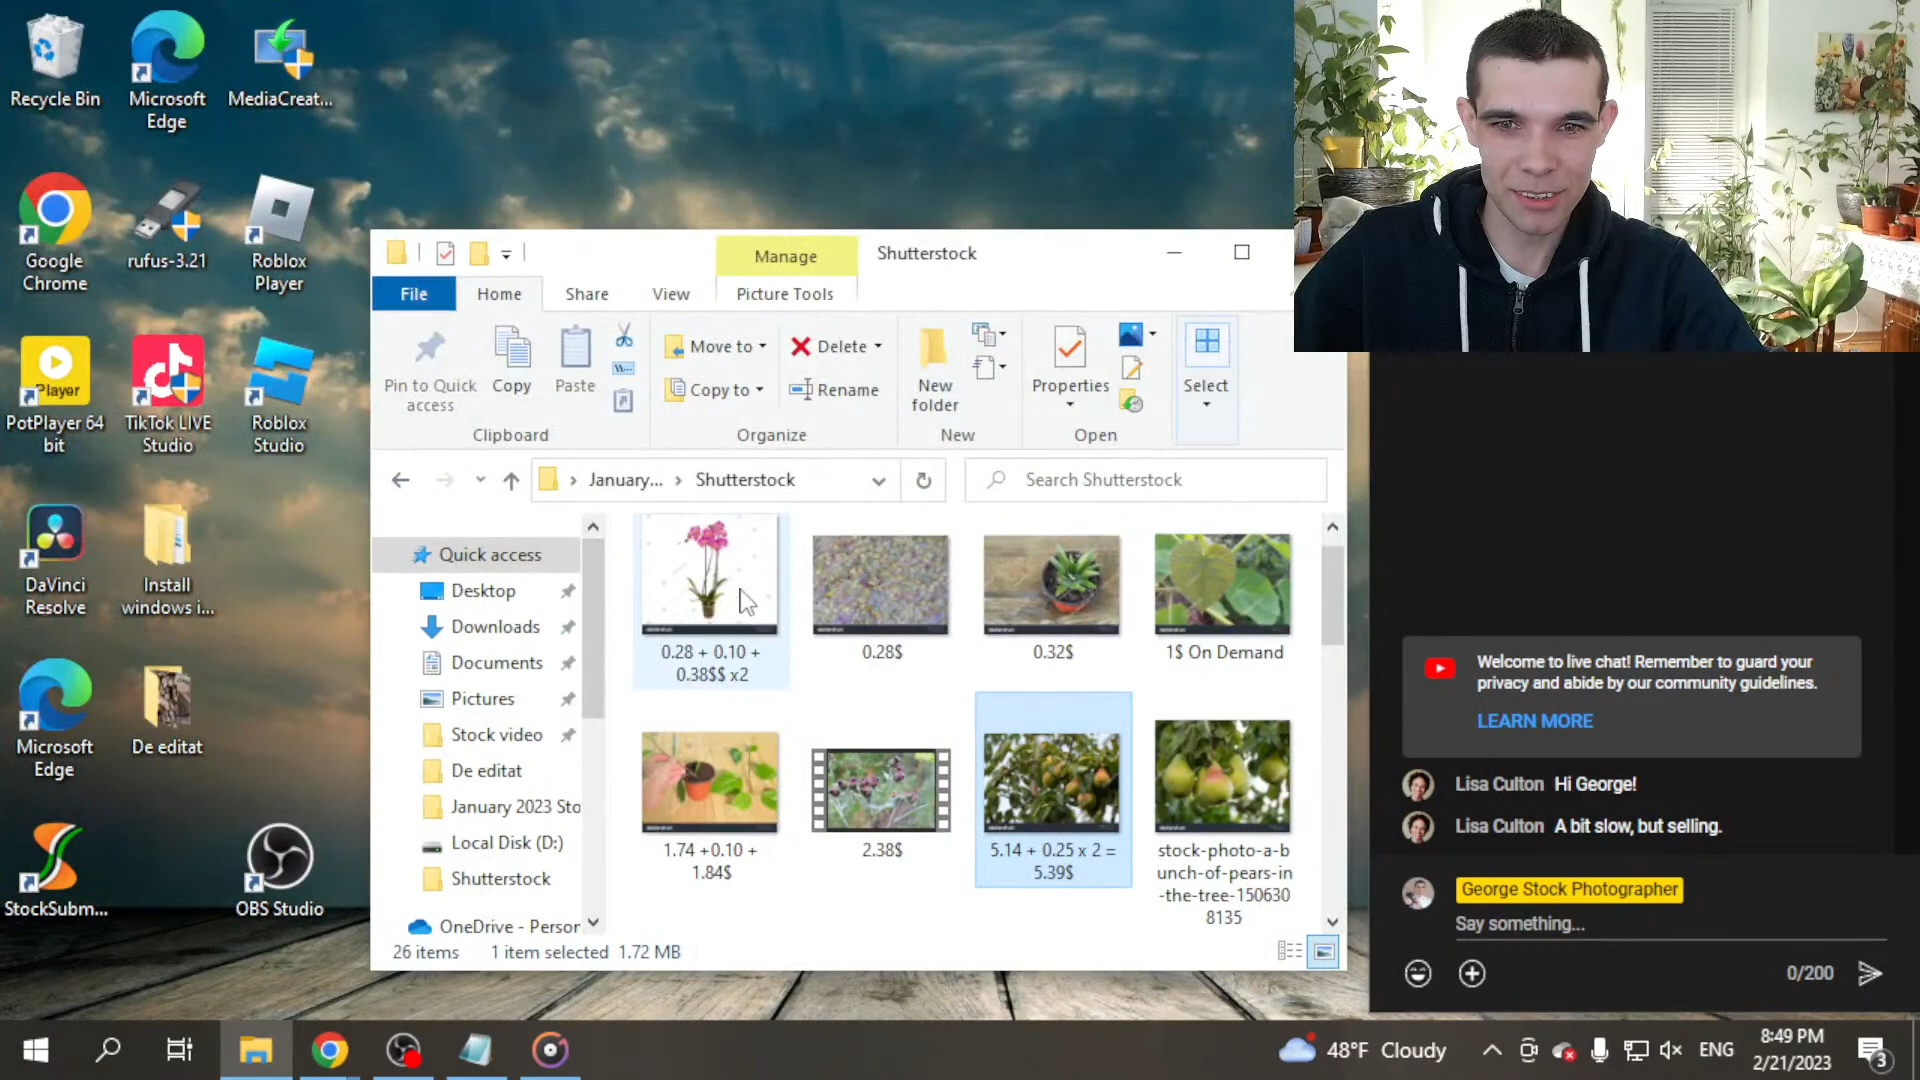 Recycle Bin
Microsoft
Edge
MediaCreat...
Google
Chrome
rufus-3.21
Roblox
Player
Player
PotPlayer 64
bit
TikTok LIVE
Studio
Roblox
Studio
DaVinci
Resolve
Install
windows i...
Microsoft
Edge
De editat
StockSubm...
OBS Studio
Manage
Shutterstock
File
Home
Share
View
Picture Tools
Pin to Quick
access
Copy
Paste
Move to
Copy to
Delete
Rename
New
folder
Properties
Select
Clipboard
Organize
New
Open
January...
Shutterstock
Search Shutterstock
Quick access
Desktop
Downloads
Documents
Pictures
Stock video
De editat
January 2023 Sto
Local Disk (D:)
Shutterstock
OneDrive - Person
0.28 + 0.10 +
0.38$$ x2
0.28$
0.32$
1$ On Demand
1.74 +0.10 +
1.84$
2.38$
5.14 + 0.25 x 2 =
5.39$
stock-photo-a-b
unch-of-pears-in
-the-tree-150630
8135
26 items
1 item selected
1.72 MB
Welcome to live chat! Remember to guard your
privacy and abide by our community guidelines.
LEARN MORE
Lisa Culton Hi George!
Lisa Culton A bit slow, but selling.
George Stock Photographer
Say something...
0/200
48°F Cloudy
ENG
8:49 PM
2/21/2023
3